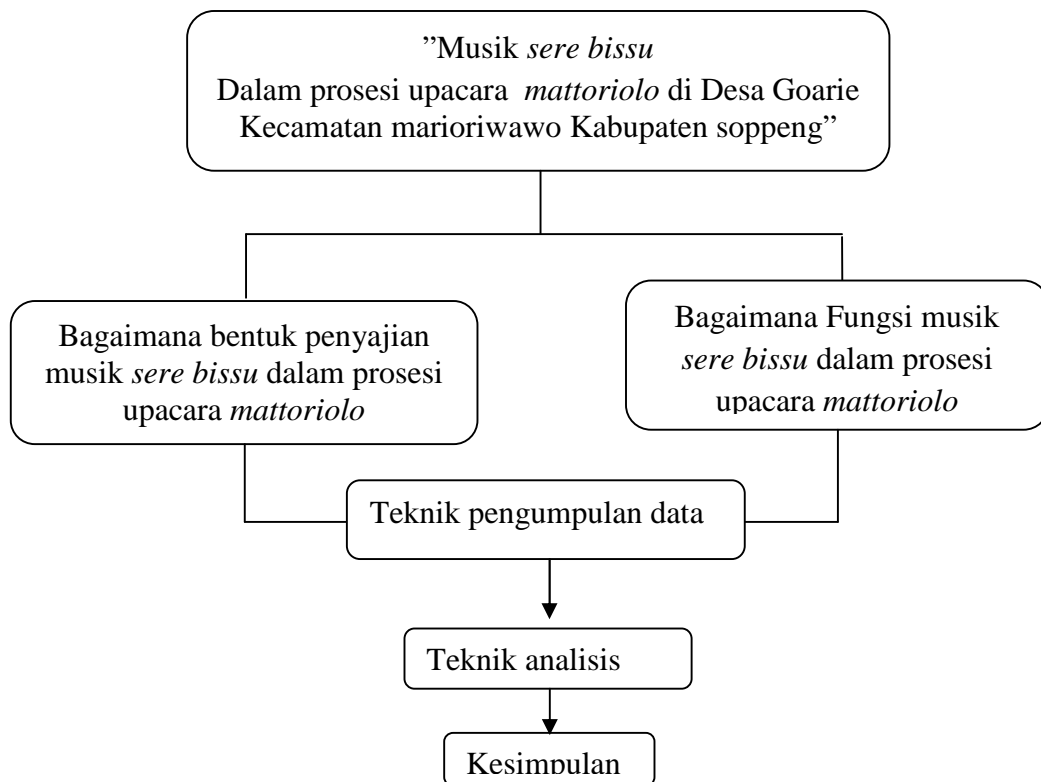 ”Musik sere bissu
Dalam prosesi upacara mattoriolo di Desa Goarie
Kecamatan marioriwawo Kabupaten soppeng”
Bagaimana bentuk penyajian
musik sere bissu dalam prosesi
upacara mattoriolo
Bagaimana Fungsi musik
sere bissu dalam prosesi
upacara mattoriolo
Teknik pengumpulan data
Teknik analisis
Kesimpulan